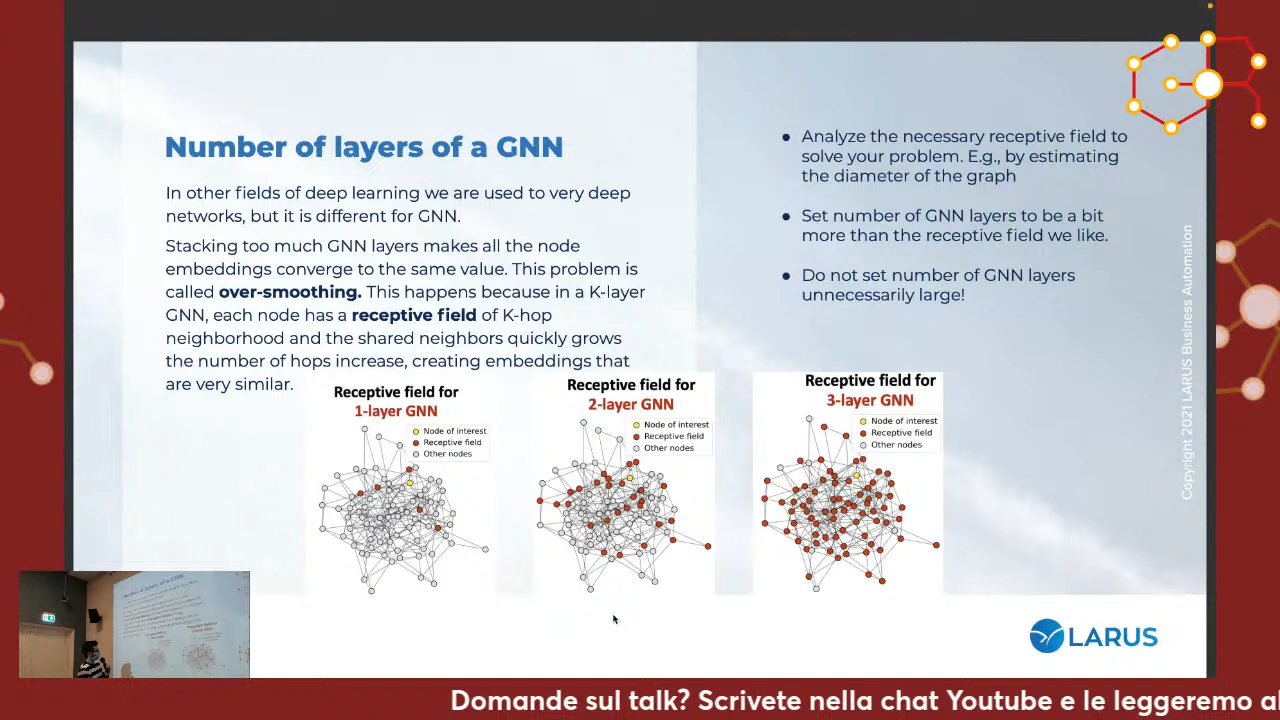 Number of layers of a GNN
In other fields of deep learning we are used to very deep
networks, but it is different for GNN.
Stacking too much GNN layers makes all the node
embeddings converge to the same value. This problem is
called over-smoothing. This happens because in a K-layer
GNN, each node has a receptive field of K-hop
neighborhood and the shared neighbors quickly grows
the number of hops increase, creating embeddings that
are very similar.
● Analyze the necessary receptive field to
solve your problem. E.g., by estimating
the diameter of the graph
● Set number of GNN layers to be a bit
more than the receptive field we like.
● Do not set number of GNN layers
unnecessarily large!
Receptive field for
1-layer GNN
Node of interest
Receptive field
Other nodes
Receptive field for
2-layer GNN
Node of interest
Receptive field
Other nodes
Receptive field for
3-layer GNN
Node of interest
Receptive field
Other nodes
Copyright 2021 LARUS Business Automation
Number of layers of a GNN
LARUS
Domande sul talk? Scrivete nella chat Youtube e le leggeremo al